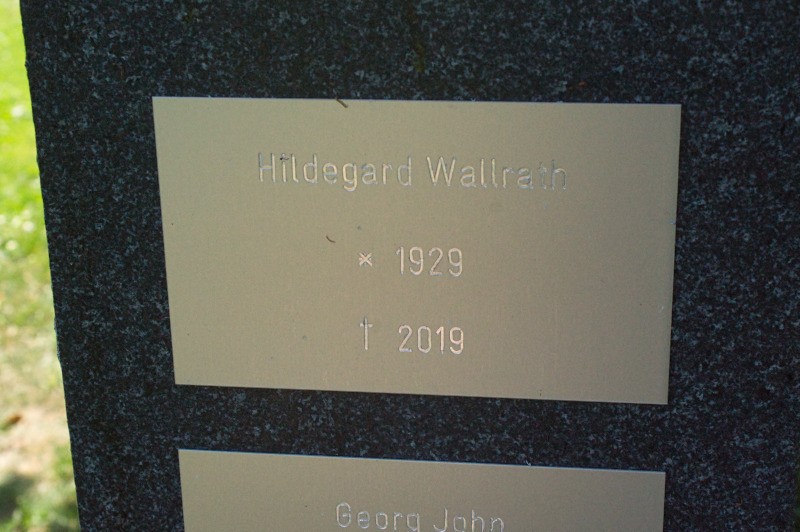 Hildegard Wallrath
* 1929
† 2019
Georg John